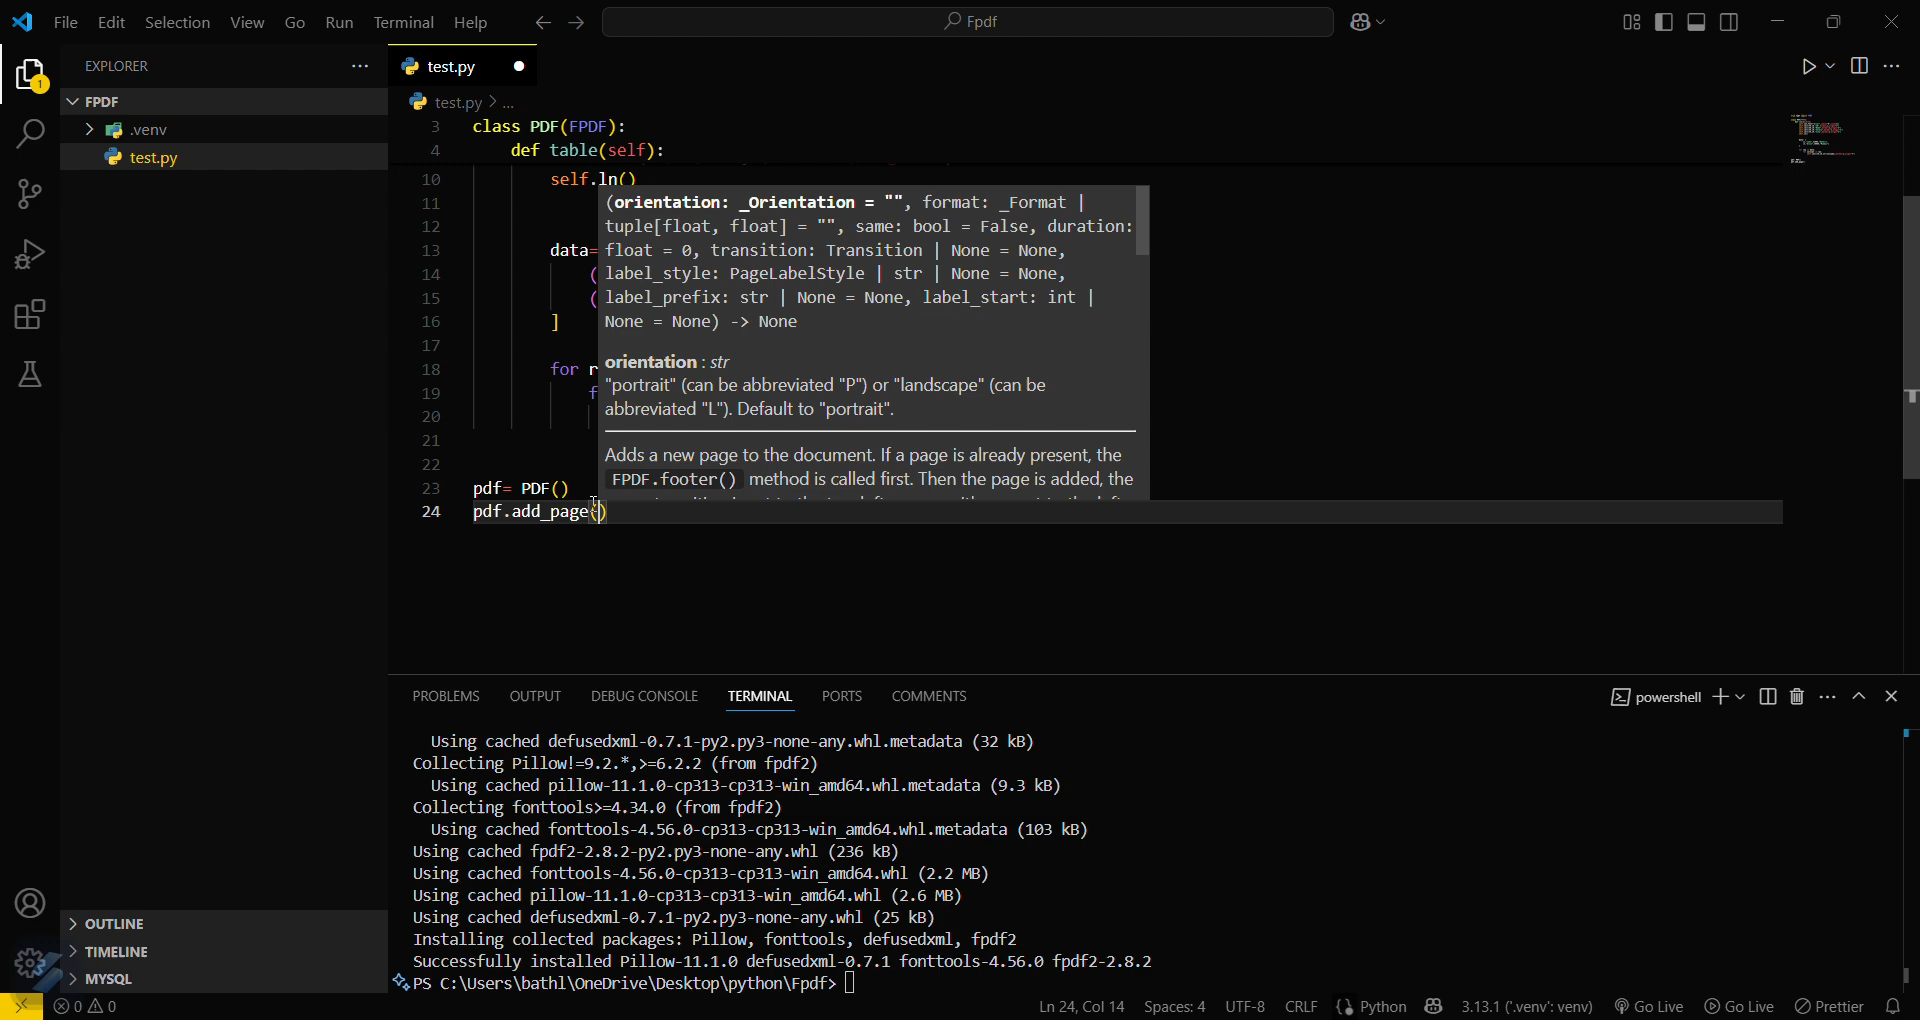 File Edit Selection View Go Run Terminal Help
Fpdf
EXPLORER
FPDF
.venv
test.py
OUTLINE
TIMELINE
MYSQL
test.py
test.py > ...
3 class PDF(FPDF):
4 def table(self):
10 self.ln()
11
12
13 data=
14 (
15 (
16 ]
17
18 for r
19 f
20
21
22
23 pdf= PDF()
24 pdf.add_page()
(orientation: _Orientation = "", format: _Format |
tuple[float, float] = "", same: bool = False, duration:
float = 0, transition: Transition | None = None,
label_style: PageLabelStyle | str | None = None,
label_prefix: str | None = None, label_start: int |
None = None) -> None
orientation : str
"portrait" (can be abbreviated "P") or "landscape" (can be
abbreviated "L"). Default to "portrait".
Adds a new page to the document. If a page is already present, the
FPDF.footer() method is called first. Then the page is added, the
PROBLEMS OUTPUT DEBUG CONSOLE TERMINAL PORTS COMMENTS
powershell
Using cached defusedxml-0.7.1-py2.py3-none-any.whl.metadata (32 kB)
Collecting Pillow!=9.2.*,>=6.2.2 (from fpdf2)
Using cached pillow-11.1.0-cp313-cp313-win_amd64.whl.metadata (9.3 kB)
Collecting fonttools>=4.34.0 (from fpdf2)
Using cached fonttools-4.56.0-cp313-cp313-win_amd64.whl.metadata (103 kB)
Using cached fpdf2-2.8.2-py2.py3-none-any.whl (236 kB)
Using cached fonttools-4.56.0-cp313-cp313-win_amd64.whl (2.2 MB)
Using cached pillow-11.1.0-cp313-cp313-win_amd64.whl (2.6 MB)
Using cached defusedxml-0.7.1-py2.py3-none-any.whl (25 kB)
Installing collected packages: Pillow, fonttools, defusedxml, fpdf2
Successfully installed Pillow-11.1.0 defusedxml-0.7.1 fonttools-4.56.0 fpdf2-2.8.2
PS C:\Users\bathl\OneDrive\Desktop\python\Fpdf>
0 0 Ln 24, Col 14 Spaces: 4 UTF-8 CRLF Python 3.13.1 ('.venv': venv) Go Live Go Live Prettier